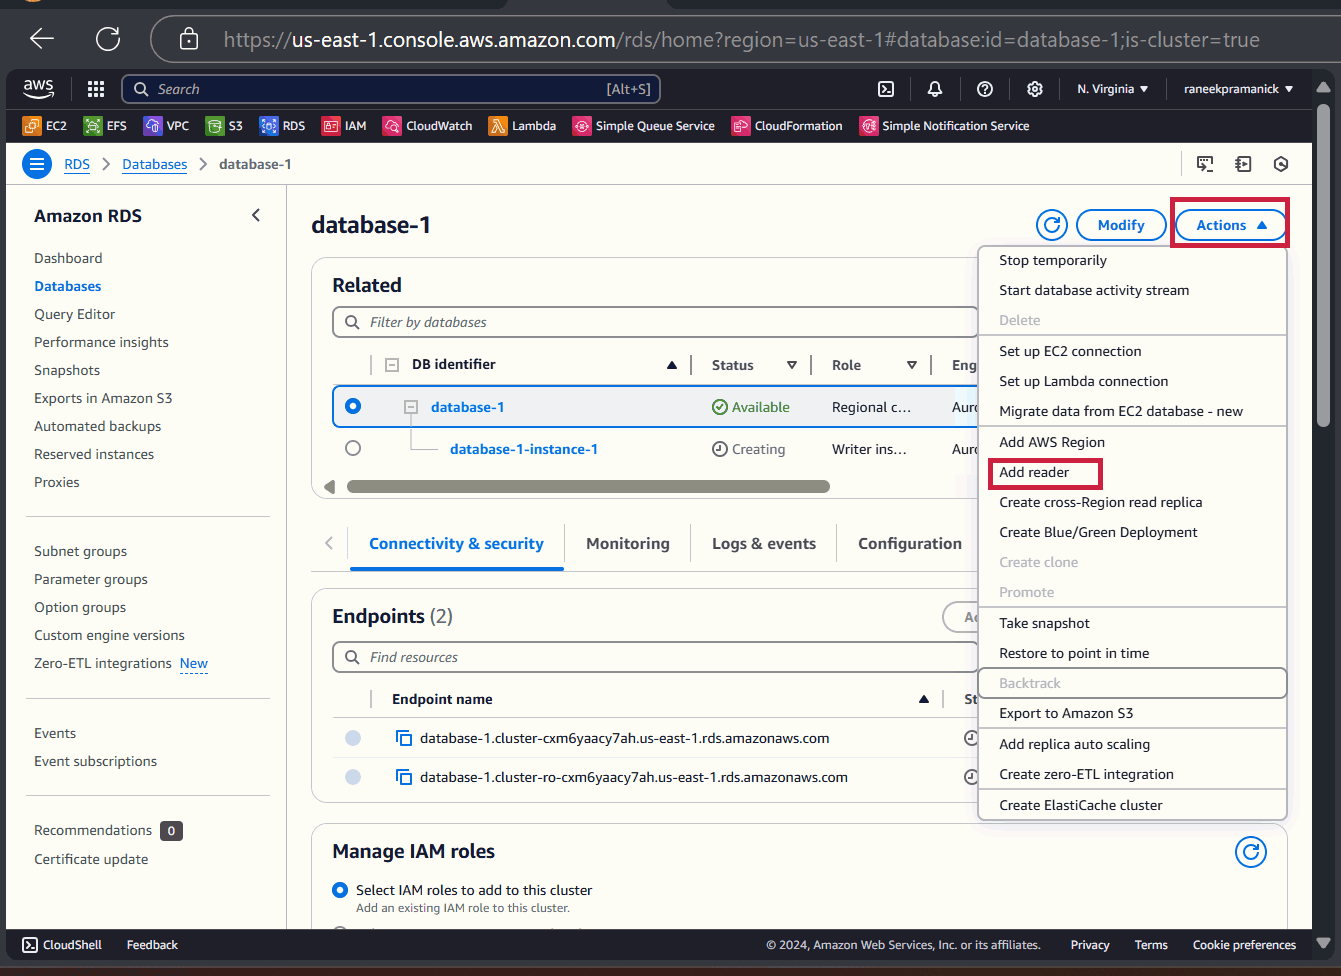 https://us-east-1.console.aws.amazon.com/rds/home?region=us-east-1#database:id=database-1;is-cluster=true
aws
Search
[Alt+S]
N. Virginia
raneekpramanick
EC2
EFS
VPC
S3
RDS
IAM
CloudWatch
Lambda
Simple Queue Service
CloudFormation
Simple Notification Service
RDS
Databases
database-1
Amazon RDS
Dashboard
Databases
Query Editor
Performance insights
Snapshots
Exports in Amazon S3
Automated backups
Reserved instances
Proxies
Subnet groups
Parameter groups
Option groups
Custom engine versions
Zero-ETL integrations New
Events
Event subscriptions
Recommendations 0
Certificate update
database-1
Modify
Actions
Related
Filter by databases
DB identifier
Status
Role
Eng
database-1
Available
Regional c...
Auro
database-1-instance-1
Creating
Writer ins...
Auro
Connectivity & security
Monitoring
Logs & events
Configuration
Endpoints (2)
Find resources
Endpoint name
St
database-1.cluster-cxm6yaacy7ah.us-east-1.rds.amazonaws.com
database-1.cluster-ro-cxm6yaacy7ah.us-east-1.rds.amazonaws.com
Manage IAM roles
Select IAM roles to add to this cluster
Add an existing IAM role to this cluster.
Stop temporarily
Start database activity stream
Delete
Set up EC2 connection
Set up Lambda connection
Migrate data from EC2 database - new
Add AWS Region
Add reader
Create cross-Region read replica
Create Blue/Green Deployment
Create clone
Promote
Take snapshot
Restore to point in time
Backtrack
Export to Amazon S3
Add replica auto scaling
Create zero-ETL integration
Create ElastiCache cluster
CloudShell
Feedback
© 2024, Amazon Web Services, Inc. or its affiliates.
Privacy
Terms
Cookie preferences